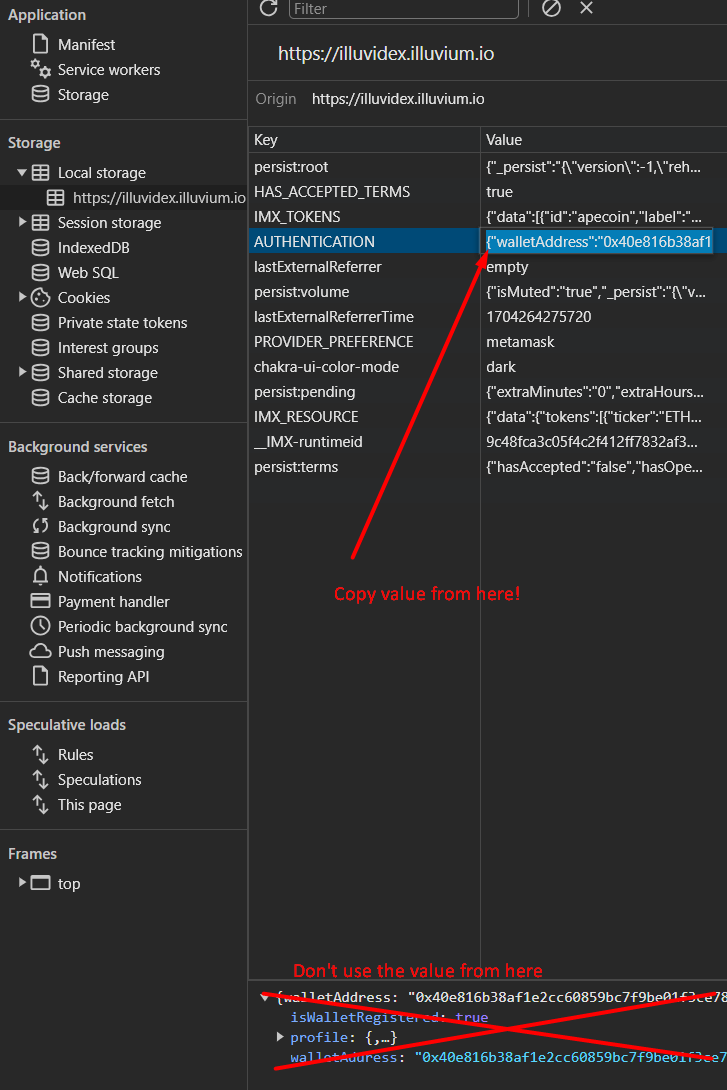 Application
Filter
Manifest
Service workers
Storage
https://illuvidex.illuvium.io
Origin https://illuvidex.illuvium.io
Storage
Local storage
https://illuvidex.illuvium.io
Session storage
IndexedDB
Web SQL
Cookies
Private state tokens
Interest groups
Shared storage
Cache storage
Key Value
persist:root {"_persist":"{\"version\":-1,\"reh...
HAS_ACCEPTED_TERMS true
IMX_TOKENS {"data":[{"id":"apecoin","label":"...
AUTHENTICATION {"walletAddress":"0x40e816b38af1
lastExternalReferrer empty
persist:volume {"isMuted":"true","_persist":"{\"v...
lastExternalReferrerTime 1704264275720
PROVIDER_PREFERENCE metamask
chakra-ui-color-mode dark
persist:pending {"extraMinutes":"0","extraHours...
IMX_RESOURCE {"data":{"tokens":[{"ticker":"ETH...
__IMX-runtimeid 9c48fca3c05f4c2f412ff7832af3...
persist:terms {"hasAccepted":"false","hasOpe...
Background services
Back/forward cache
Background fetch
Background sync
Bounce tracking mitigations
Notifications
Payment handler
Periodic background sync
Push messaging
Reporting API
Copy value from here!
Speculative loads
Rules
Speculations
This page
Frames
top
Don't use the value from here
{walletAddress: "0x40e816b38af1e2cc60859bc7f9be01f3ce78
isWalletRegistered: true
profile: {,…}
walletAddress: "0x40e816b38af1e2cc60859bc7f9be01f3ce7